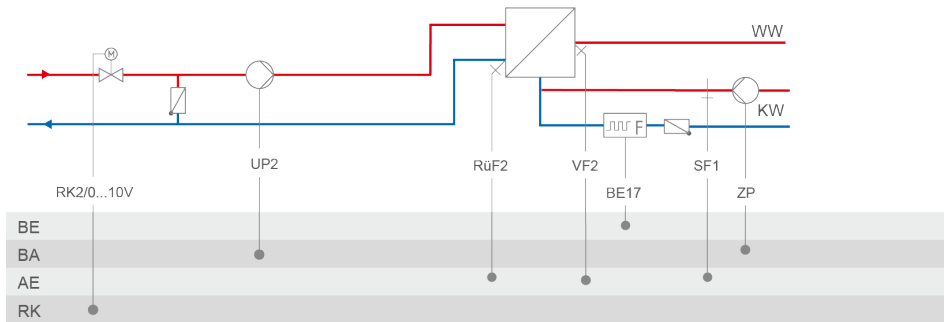 M
WW
KW
F
UP2
RüF2
VF2
SF1
RK2/0...10V
BE17
ZP
BE
BA
AE
RK